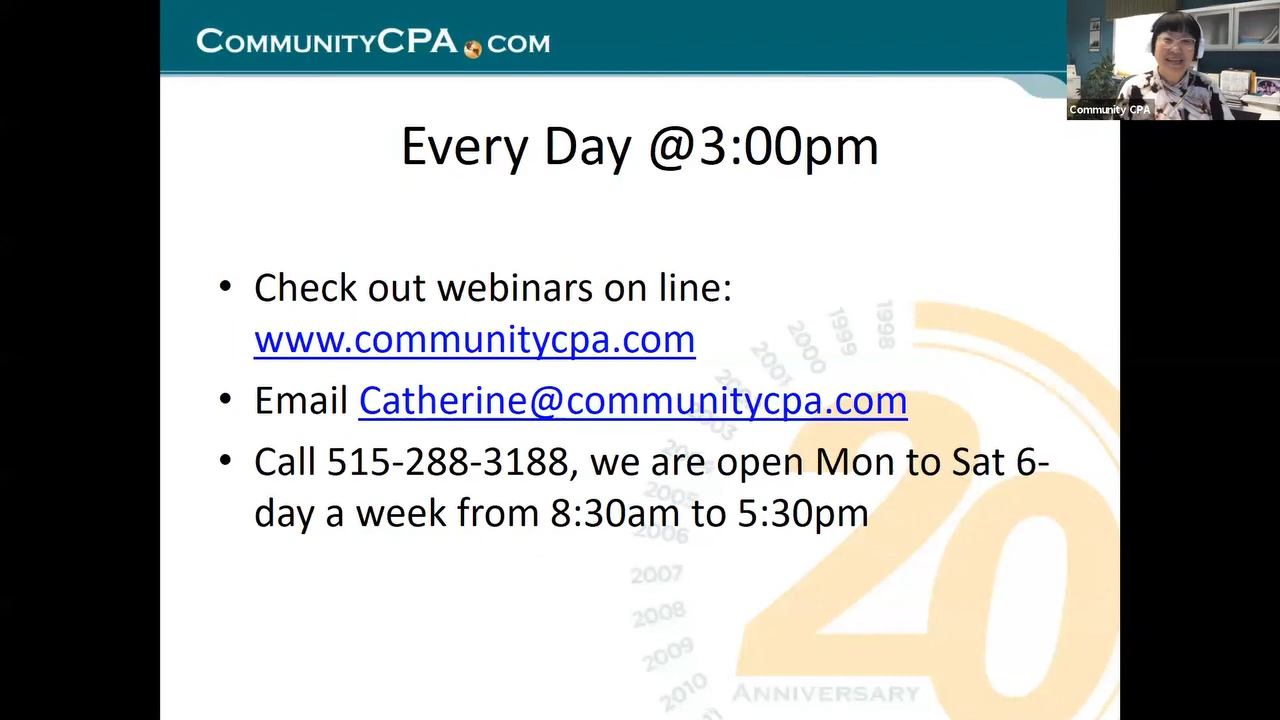 COMMUNITYCPA.COM
Community CPA
Every Day @3:00pm
• Check out webinars on line:
www.communitycpa.com
• Email Catherine@communitycpa.com
• Call 515-288-3188, we are open Mon to Sat 6-
day a week from 8:30am to 5:30pm
1998
1999
2000
2001
2003
2005
2006
2007
2008
2009
2010
20
ANNIVERSARY